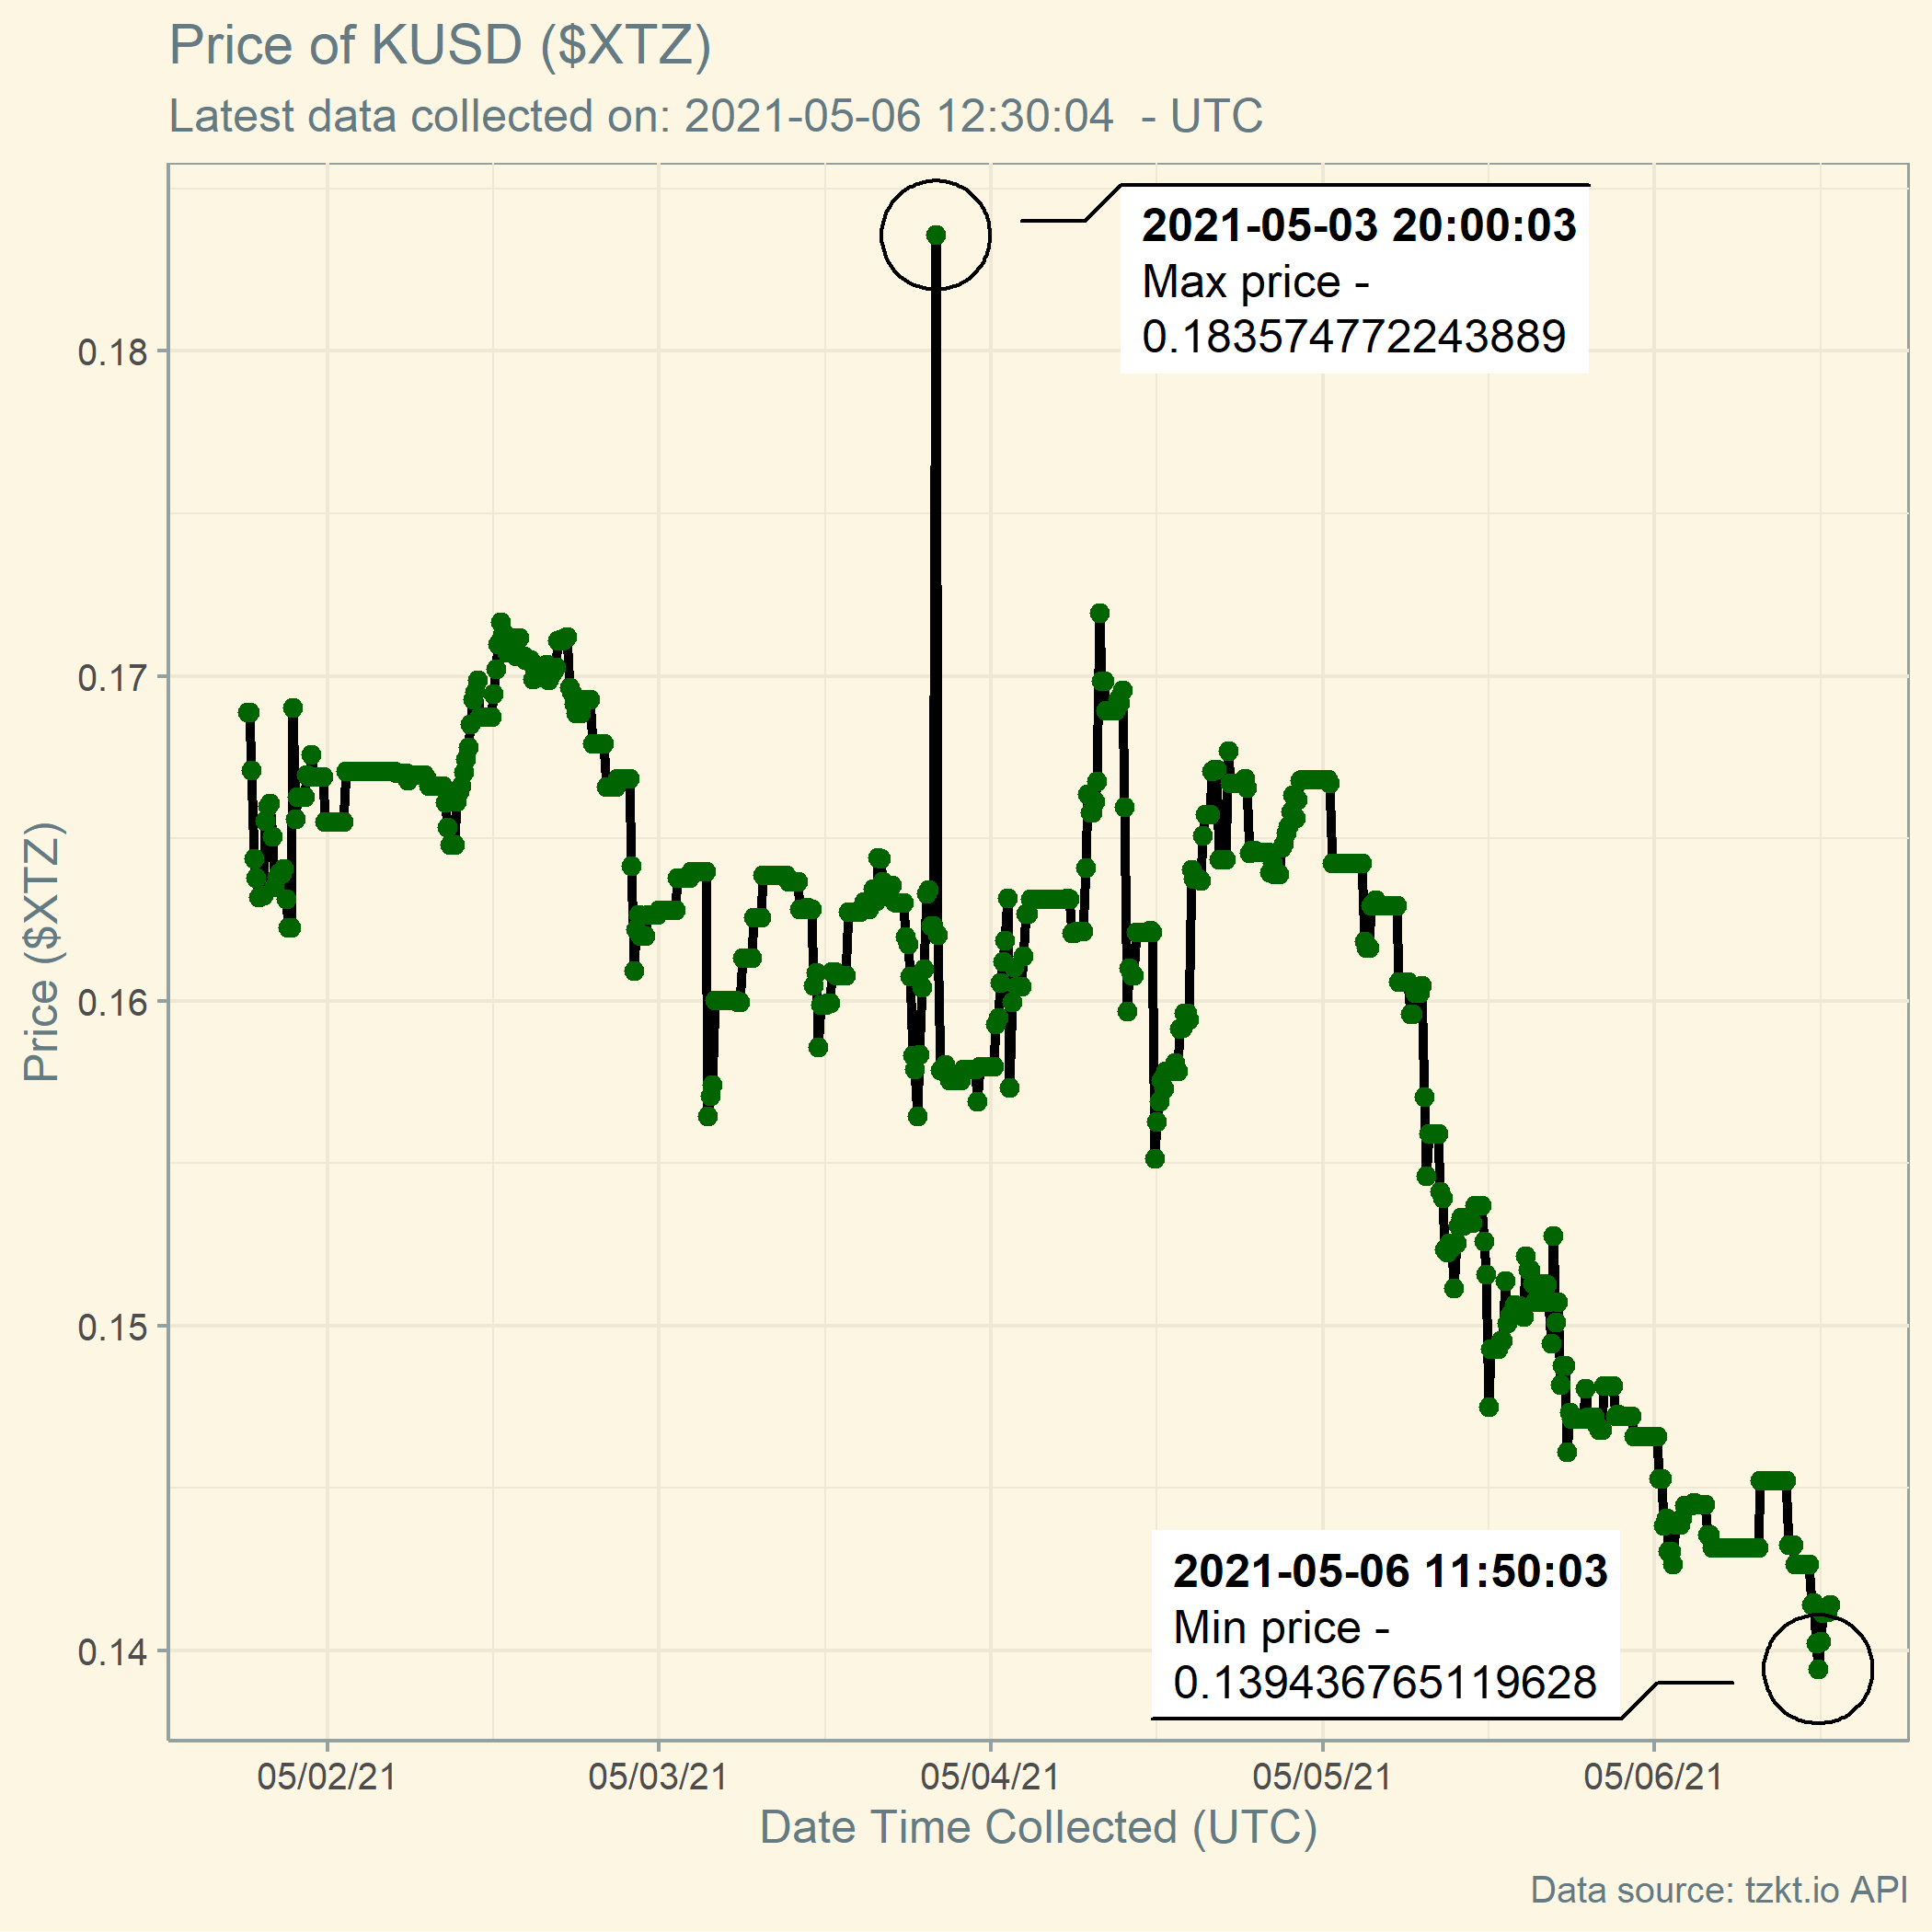 Price of KUSD ($XTZ)
Latest data collected on: 2021-05-06 12:30:04  - UTC
2021-05-03 20:00:03
Max price -
0.183574772243889
0.18
0.17
0.16
0.15
0.14
Price ($XTZ)
2021-05-06 11:50:03
Min price -
0.139436765119628
05/02/21
05/03/21
05/04/21
05/05/21
05/06/21
Date Time Collected (UTC)
Data source: tzkt.io API